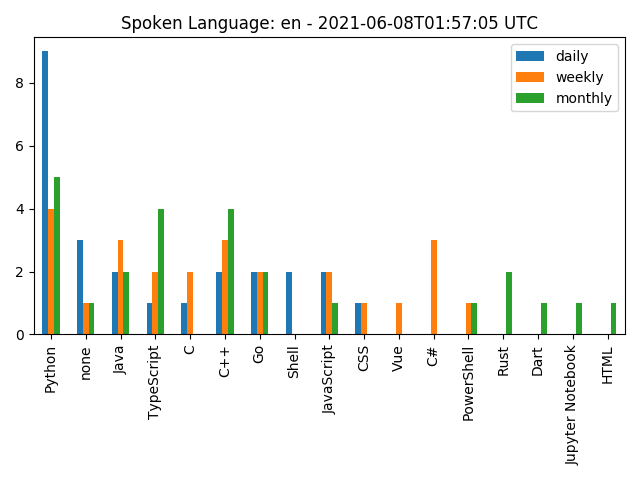 Spoken Language: en - 2021-06-08T01:57:05 UTC
daily
weekly
monthly
8
6
4
2
0
Python
none
Java
TypeScript
C
C++
Go
Shell
JavaScript
CSS
Vue
C#
PowerShell
Rust
Dart
Jupyter Notebook
HTML